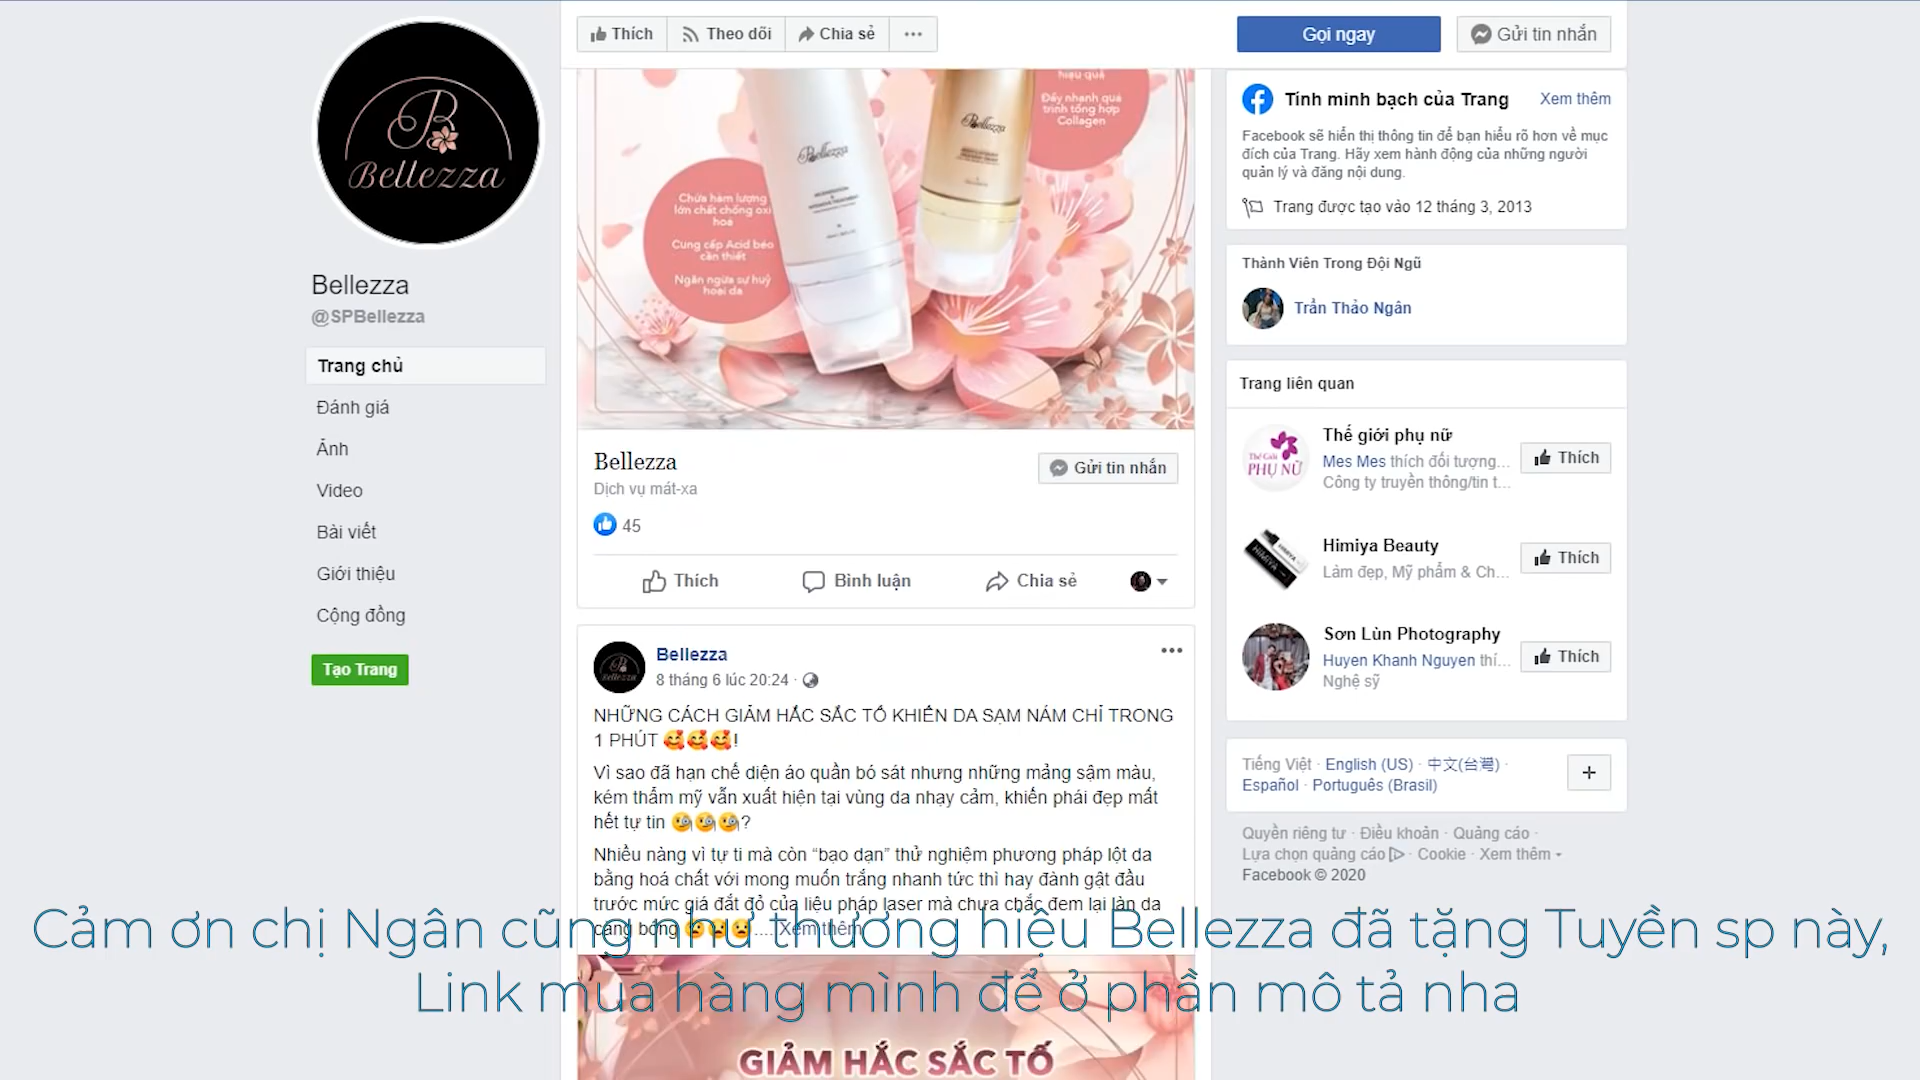 Bellezza
Bellezza
@SPBellezza
Trang chủ
Đánh giá
Ảnh
Video
Bài viết
Giới thiệu
Cộng đồng
Tạo Trang
Thích
Theo dõi
Chia sẻ
Gọi ngay
Gửi tin nhắn
hiệu quả
Đẩy nhanh quá
trình tổng hợp
Collagen
Bellezza
Bellezza
Chứa hàm lượng
lớn chất chống oxi
hoá
Cung cấp Acid béo
cần thiết
Ngăn ngừa sự huỷ
hoại da
Bellezza
Dịch vụ mát-xa
Gửi tin nhắn
45
Thích
Bình luận
Chia sẻ
Bellezza
8 tháng 6 lúc 20:24 ·
NHỮNG CÁCH GIẢM HẮC SẮC TỐ KHIẾN DA SẠM NÁM CHỈ TRONG
1 PHÚT 🥰🥰🥰!
Vì sao đã hạn chế diện áo quần bó sát nhưng những mảng sậm màu,
kém thẩm mỹ vẫn xuất hiện tại vùng da nhạy cảm, khiến phái đẹp mất
hết tự tin 🧐🧐🧐?
Nhiều nàng vì tự ti mà còn “bạo dạn” thử nghiệm phương pháp lột da
bằng hoá chất với mong muốn trắng nhanh tức thì hay đành gật đầu
trước mức giá đắt đỏ của liệu pháp laser mà chưa chắc đem lại làn da
căng bóng 😥😥😥.... Xem thêm
GIẢM HẮC SẮC TỐ
Tính minh bạch của Trang
Xem thêm
Facebook sẽ hiển thị thông tin để bạn hiểu rõ hơn về mục
đích của Trang. Hãy xem hành động của những người
quản lý và đăng nội dung.
Trang được tạo vào 12 tháng 3, 2013
Thành Viên Trong Đội Ngũ
Trần Thảo Ngân
Trang liên quan
Thế Giới
PHỤ NỮ
Thế giới phụ nữ
Mes Mes thích đối tượng...
Công ty truyền thông/tin t...
Thích
HIMIYA
HIMIYA
Himiya Beauty
Làm đẹp, Mỹ phẩm & Ch...
Thích
Sơn Lùn Photography
Huyen Khanh Nguyen thí...
Nghệ sỹ
Thích
Tiếng Việt · English (US) · 中文(台灣) ·
Español · Português (Brasil)
Quyền riêng tư · Điều khoản · Quảng cáo ·
Lựa chọn quảng cáo · Cookie · Xem thêm
Facebook © 2020
Cảm ơn chị Ngân cũng như thương hiệu Bellezza đã tặng Tuyền sp này,
Link mua hàng mình để ở phần mô tả nha